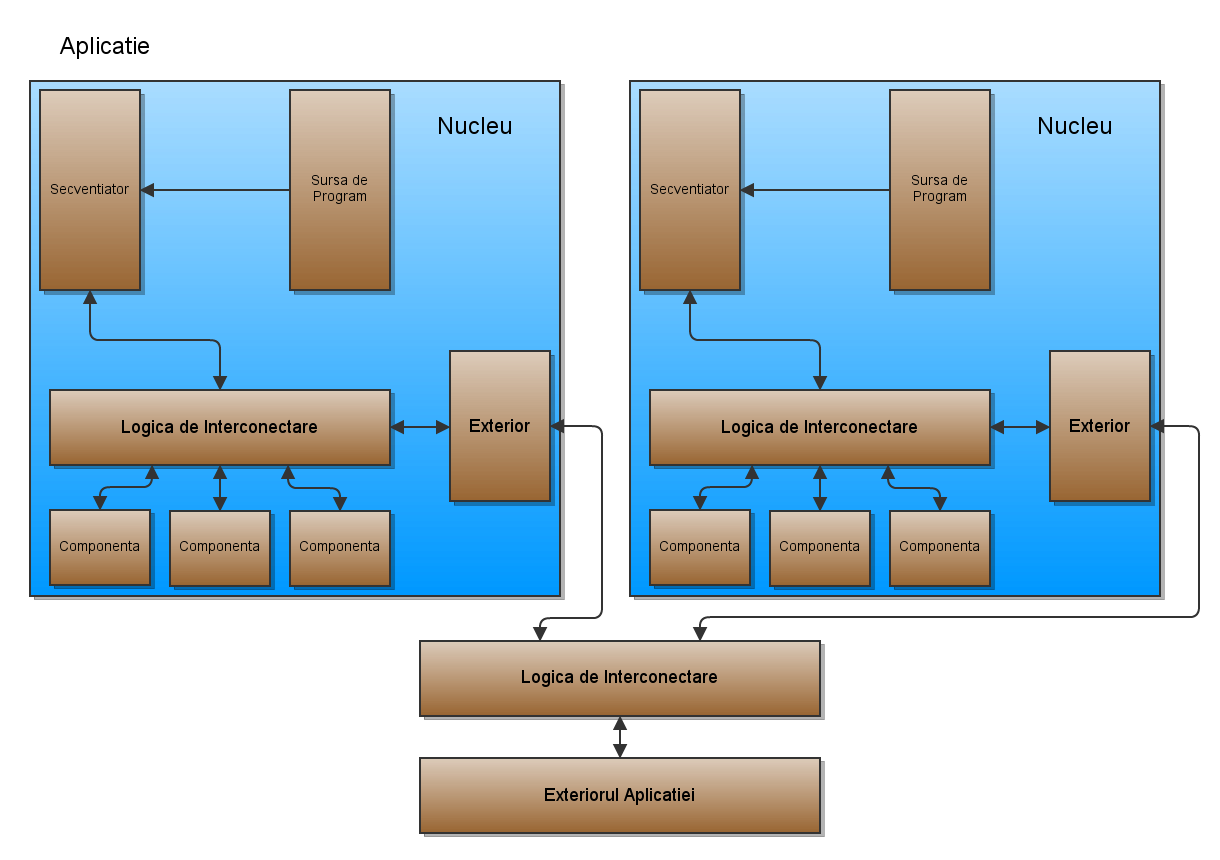 Aplicatie
Nucleu
Secventiator
Sursa de
Program
Logica de Interconectare
Exterior
Componenta
Componenta
Componenta
Nucleu
Secventiator
Sursa de
Program
Logica de Interconectare
Exterior
Componenta
Componenta
Componenta
Logica de Interconectare
Exteriorul Aplicatiei